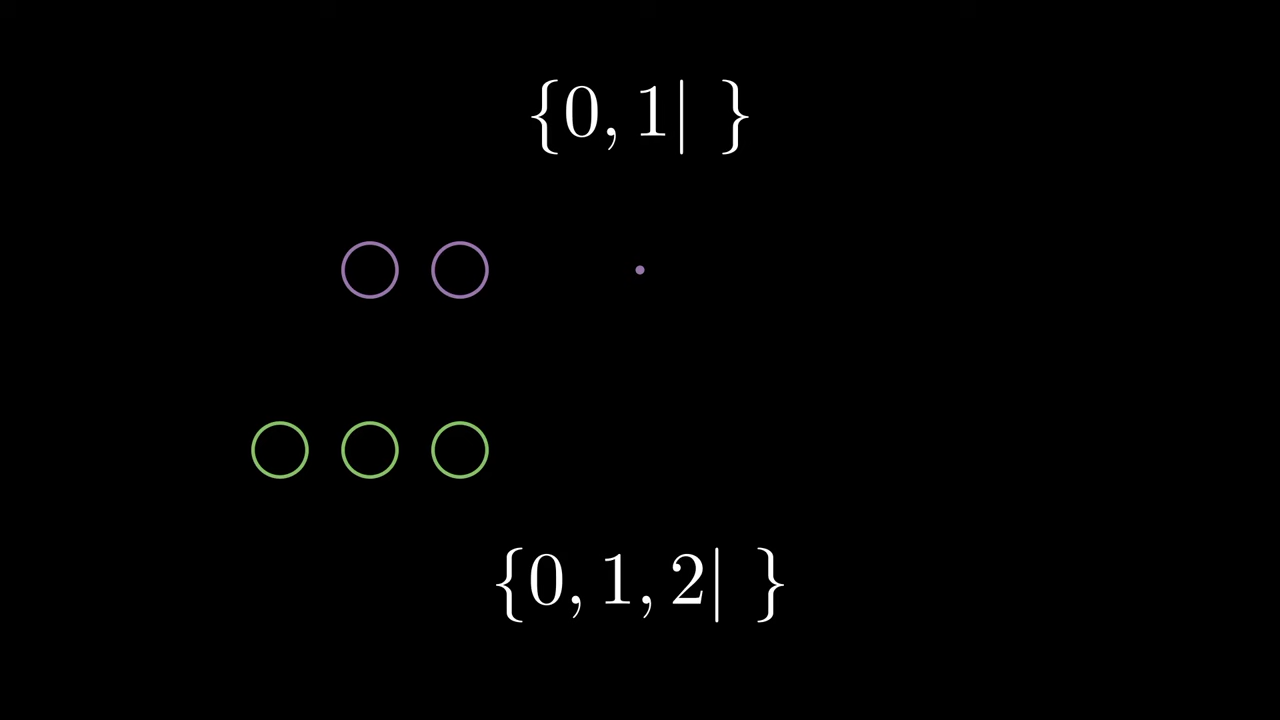 {0, 1| }
{0, 1, 2| }